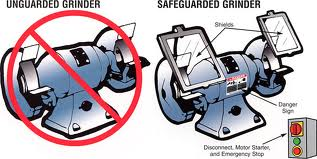 UNGUARDED GRINDER
SAFEGUARDED GRINDER
Shields
Danger
Sign
Disconnect, Motor Starter,
and Emergency Stop